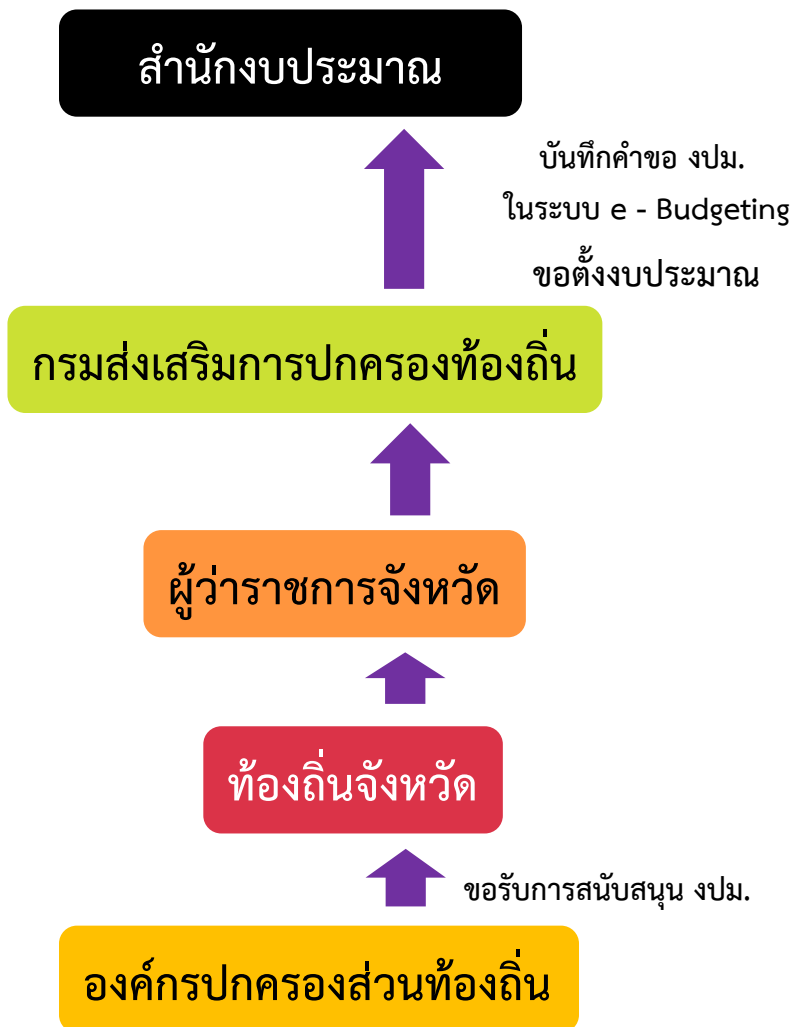 สำนักงบประมาณ
บันทึกคำขอ งปม.
ในระบบ e - Budgeting
ขอตั้งงบประมาณ
กรมส่งเสริมการปกครองท้องถิ่น
ผู้ว่าราชการจังหวัด
ท้องถิ่นจังหวัด
ขอรับการสนับสนุน งปม.
องค์กรปกครองส่วนท้องถิ่น